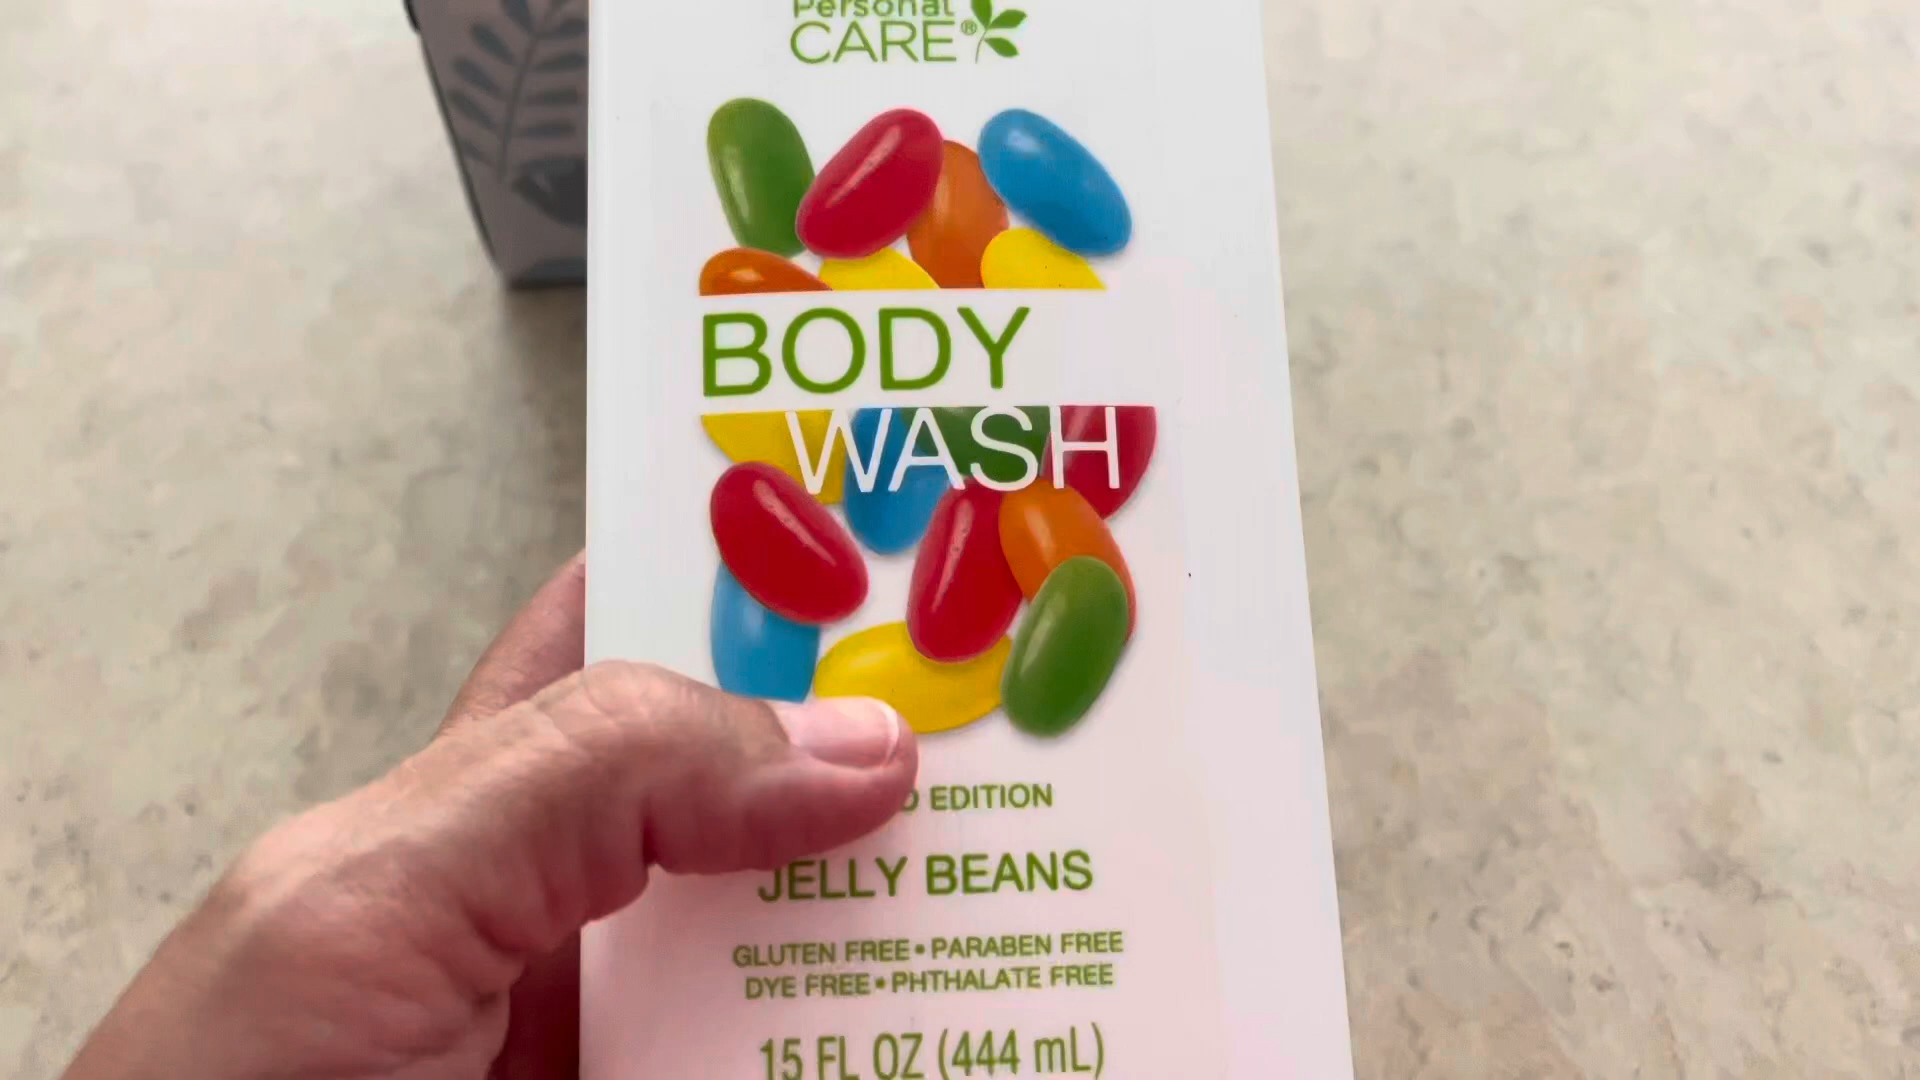 Personal
CARE®
BODY
WASH
EDITION
JELLY BEANS
GLUTEN FREE • PARABEN FREE
DYE FREE • PHTHALATE FREE
15 FL OZ (444 mL)